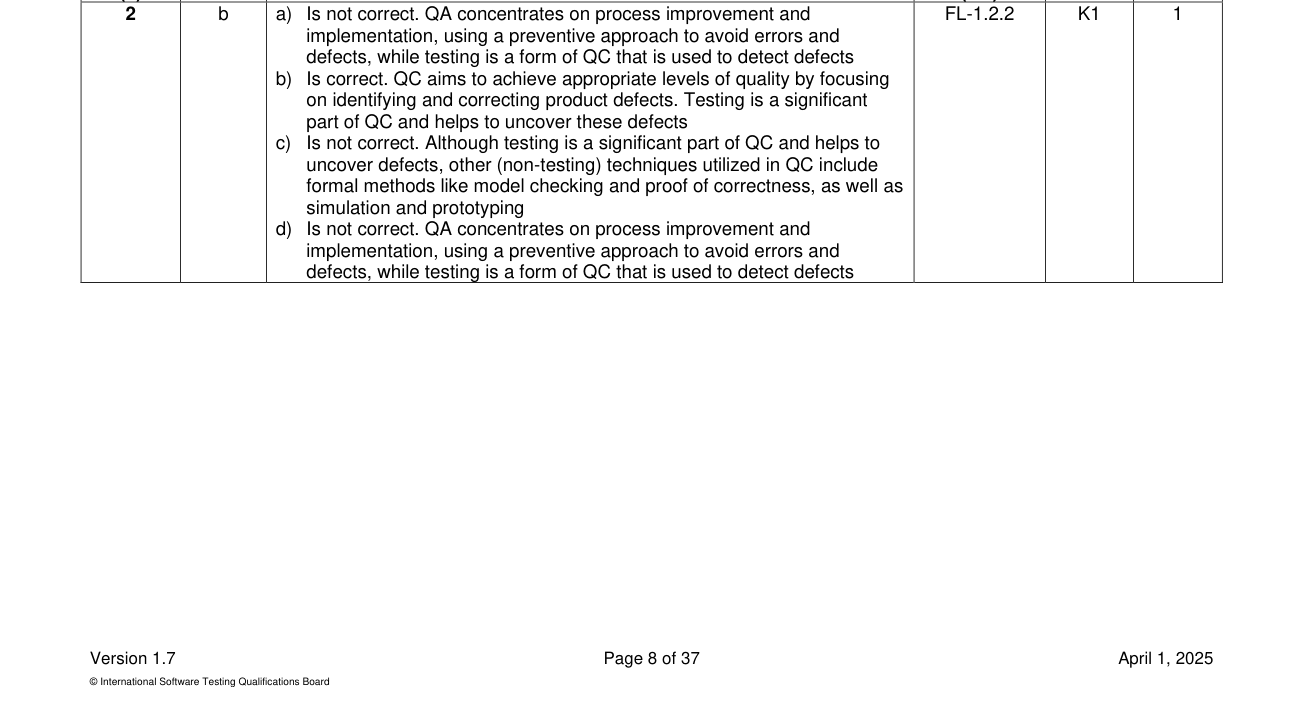 2 b a) Is not correct. QA concentrates on process improvement and FL-1.2.2 K1 1
implementation, using a preventive approach to avoid errors and
defects, while testing is a form of QC that is used to detect defects
b) Is correct. QC aims to achieve appropriate levels of quality by focusing
on identifying and correcting product defects. Testing is a significant
part of QC and helps to uncover these defects
c) Is not correct. Although testing is a significant part of QC and helps to
uncover defects, other (non-testing) techniques utilized in QC include
formal methods like model checking and proof of correctness, as well as
simulation and prototyping
d) Is not correct. QA concentrates on process improvement and
implementation, using a preventive approach to avoid errors and
defects, while testing is a form of QC that is used to detect defects
Version 1.7 Page 8 of 37 April 1, 2025
© International Software Testing Qualifications Board